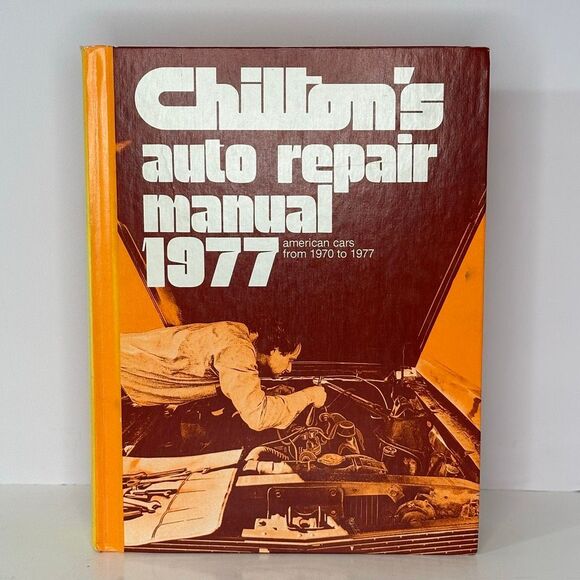 Chilton's
auto repair
manual
1977
american cars
from 1970 to 1977